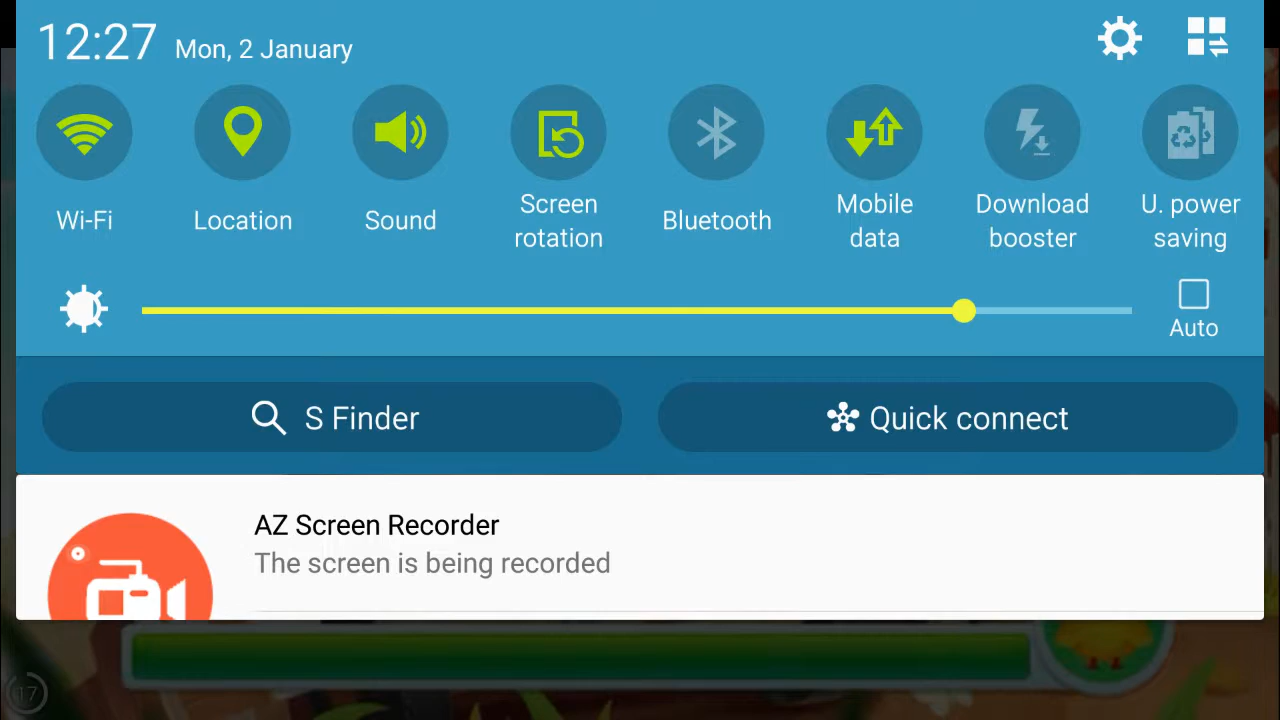 12:27 Mon, 2 January
Wi-Fi
Location
Sound
Screen
rotation
Bluetooth
Mobile
data
Download
booster
U. power
saving
Auto
S Finder
Quick connect
AZ Screen Recorder
The screen is being recorded
17